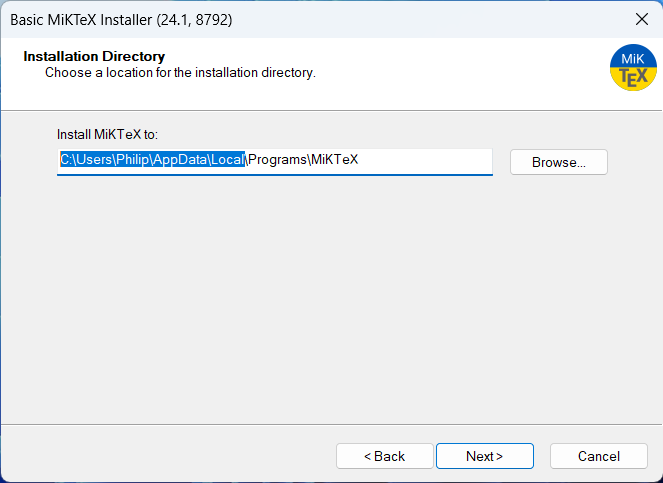 Basic MiKTeX Installer (24.1, 8792)
Installation Directory
Choose a location for the installation directory.
MiK
TEX
Install MiKTeX to:
C:\Users\Philip\AppData\Local\Programs\MiKTeX
Browse...
< Back
Next >
Cancel